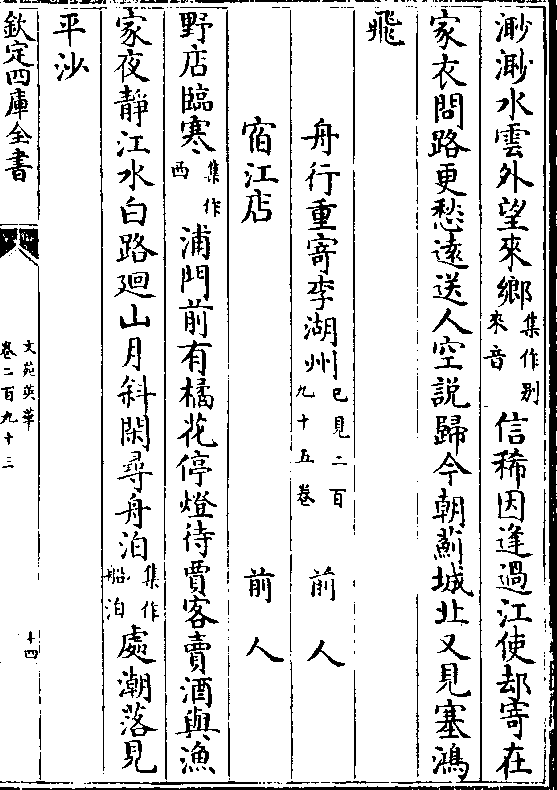 渺渺水雲外望來鄉集作别來音信稀因逢過江使却寄在
家衣問路更愁遠送人空說歸今朝薊城北又見塞鴻
飛
舟行重寄李湖州已見二百九十五卷 前人
宿江店 前人
野店臨寒集作西浦門前有橘花停燈待賈客賣酒與漁
家夜靜江水白路廻山月斜閑尋舟泊集作船泊處潮落見
平沙
欽定四庫全書
文苑英華
卷二百九十三
十四